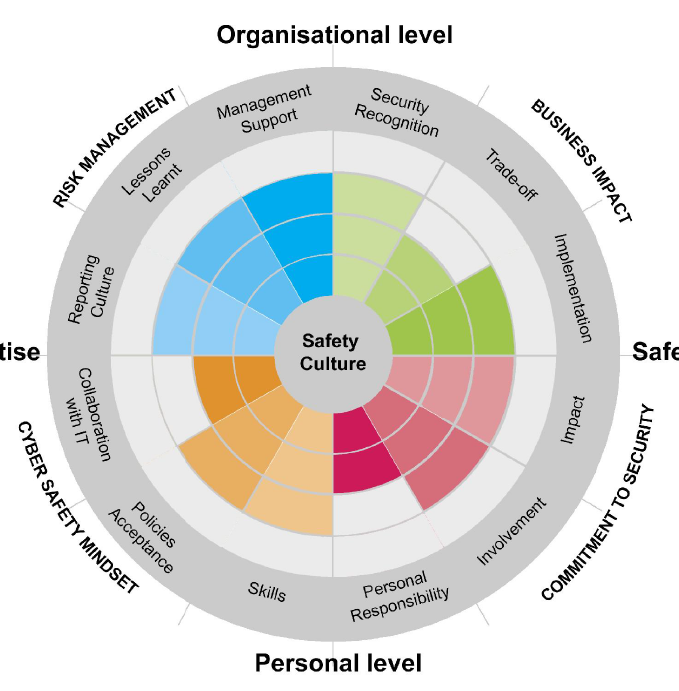 Organisational level
RISK MANAGEMENT
BUSINESS IMPACT
Management
Support
Security
Recognition
Lessons
Learnt
Trade-off
Reporting
Culture
Implementation
Safety
Culture
tise
Safe
Collaboration
with IT
Impact
CYBER SAFETY MINDSET
COMMITMENT TO SECURITY
Policies
Acceptance
Involvement
Skills
Personal
Responsibility
Personal level